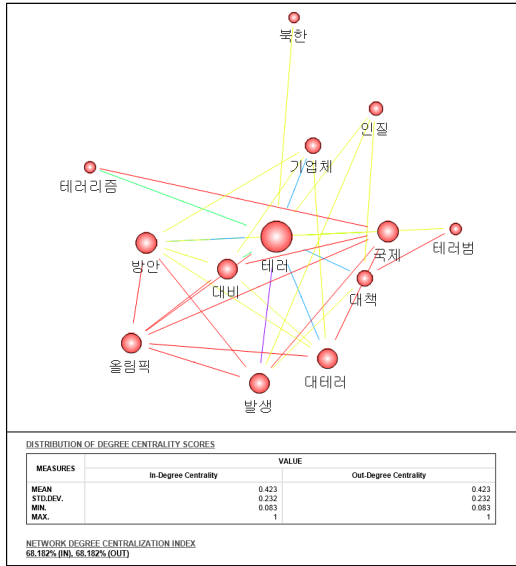 북한
인질
기업체
테러리즘
테러
국제
테러범
방안
대비
대책
올림픽
대테러
발생
DISTRIBUTION OF DEGREE CENTRALITY SCORES
MEASURES
VALUE
In-Degree Centrality Out-Degree Centrality
MEAN 0.423 0.423
STD.DEV. 0.232 0.232
MIN. 0.083 0.083
MAX. 1 1
NETWORK DEGREE CENTRALIZATION INDEX
68.182% (IN), 68.182% (OUT)